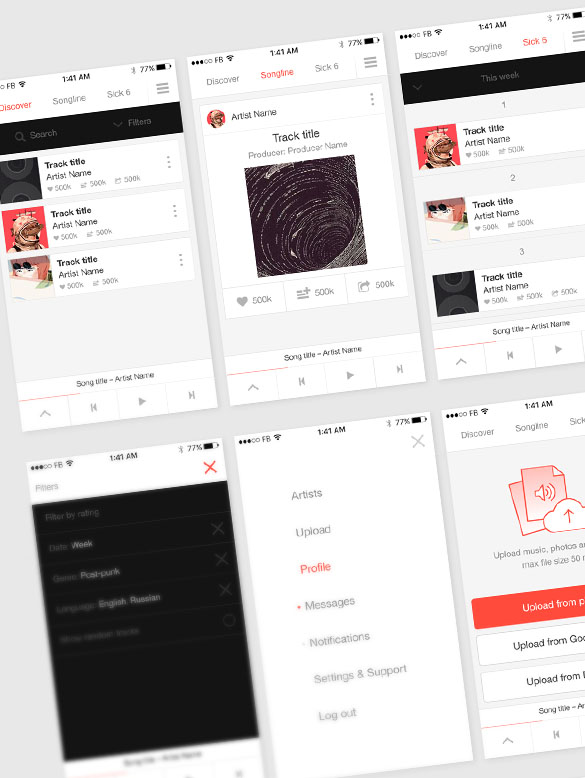 FB 1:41 AM 77%
Discover Songline Sick 6
Search Filters
Track title
Artist Name
500k 500k 500k
Track title
Artist Name
500k 500k
Track title
Artist Name
500k 500k
Song title – Artist Name
FB 1:41 AM 77%
Discover Songline Sick 6
Artist Name
Track title
Producer: Producer Name
500k 500k 500k
Song title – Artist Name
FB 1:41 AM 77%
Discover Songline Sick 6
This week
1
Track title
Artist Name
500k 500k
2
Track title
Artist Name
500k 500k
3
Track title
Artist Name
500k 500k 500k
Song title – Artist Name
FB 1:41 AM 77%
Filters
Filter by rating
Date: Week
Genre: Post-punk
Language: English, Russian
Show random tracks
Song title – Artist Name
FB 1:41 AM 77%
Artists
Upload
Profile
Messages
Notifications
Settings & Support
Log out
FB 1:41 AM
Discover Songline Sick
Upload music, photos
max file size 50
Upload from
Upload from
Upload from
Song title – Artist